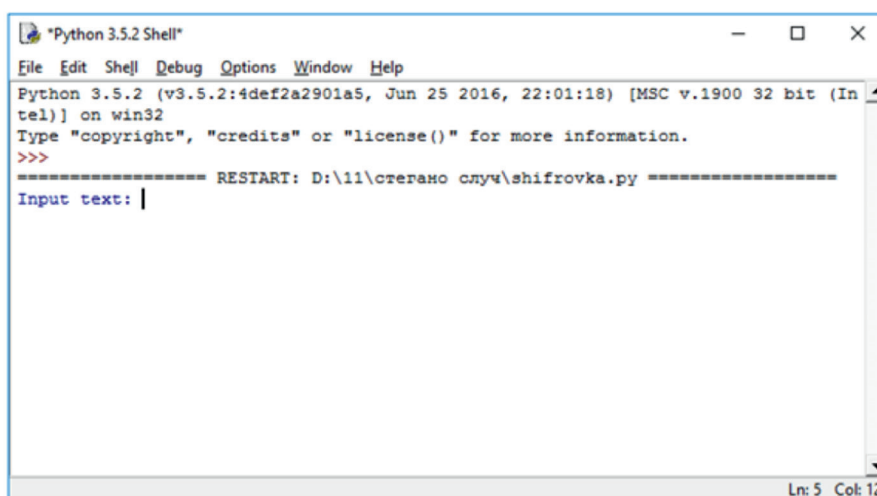 *Python 3.5.2 Shell*
File Edit Shell Debug Options Window Help
Python 3.5.2 (v3.5.2:4def2a2901a5, Jun 25 2016, 22:01:18) [MSC v.1900 32 bit (In
tel)] on win32
Type "copyright", "credits" or "license()" for more information.
>>>
================== RESTART: D:\11\стегано случ\shifrovka.py ==================
Input text:
Ln: 5 Col: 12